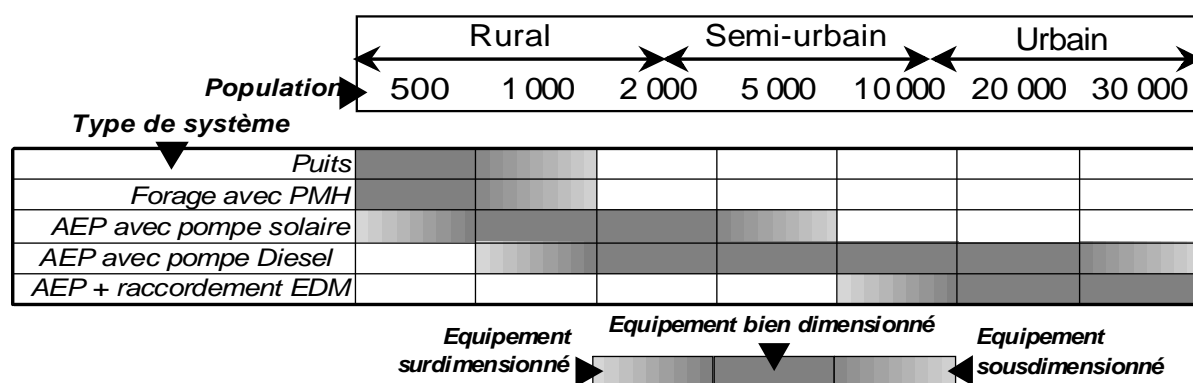 Rural Semi-urbain Urbain
Population 500 1 000 2 000 5 000 10 000 20 000 30 000
Type de système
Puits
Forage avec PMH
AEP avec pompe solaire
AEP avec pompe Diesel
AEP + raccordement EDM
Equipement surdimensionné
Equipement bien dimensionné
Equipement sousdimensionné